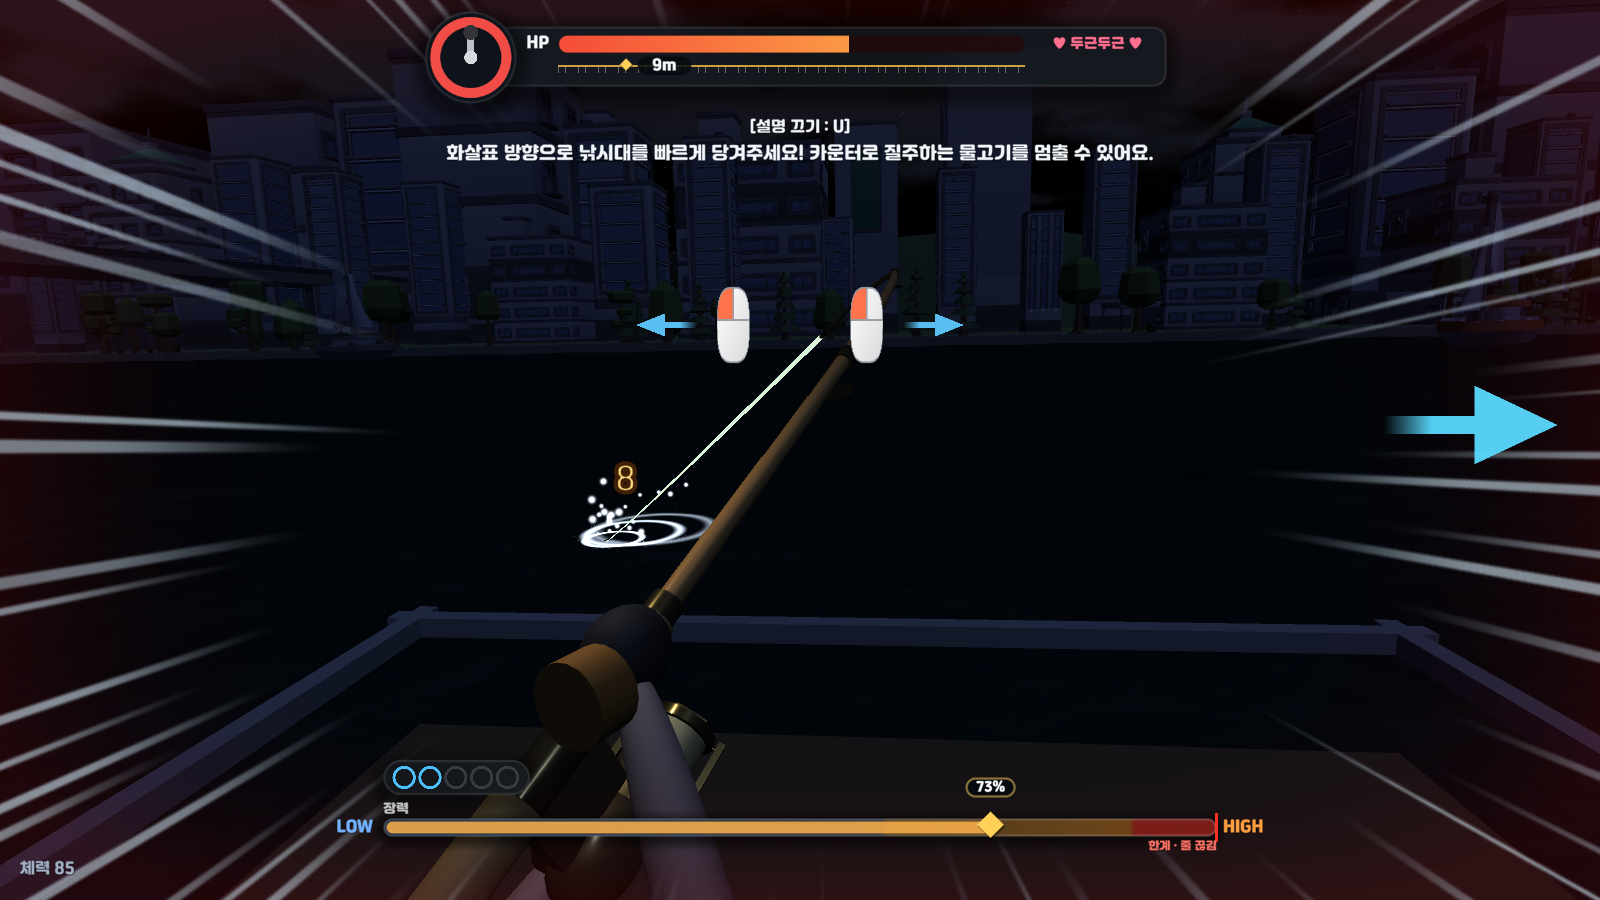 HP
♥ 두근두근 ♥
9m
[설명 끄기 : U]
화살표 방향으로 낚시대를 빠르게 당겨주세요! 카운터로 질주하는 물고기를 멈출 수 있어요.
8
73%
장력
LOW
HIGH
한계 · 줄 끊김
체력 85